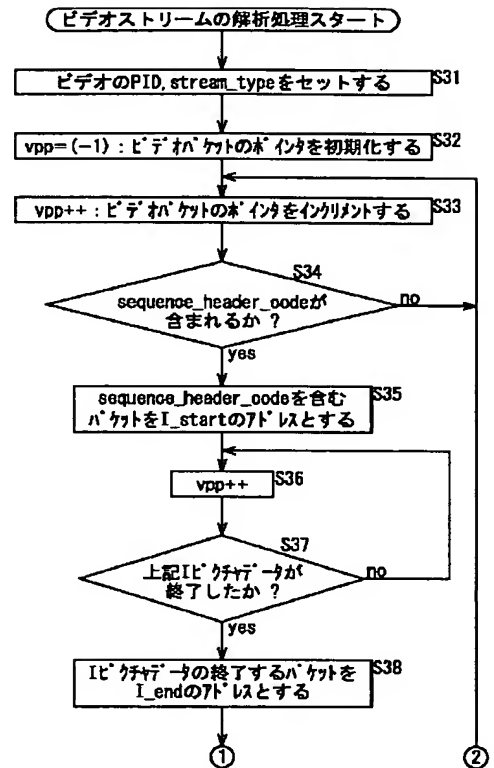 ビデオストリームの解析処理スタート
ビデオのPID,stream_typeをセットする
S31
vpp=(-1):ビデオパケットのポインタを初期化する
S32
vpp++:ビデオパケットのポインタをインクリメントする
S33
S34
sequence_header_codeが
含まれるか?
no
yes
sequence_header_codeを含む
パケットをI_startのアドレスとする
S35
vpp++
S36
S37
上記Iピクチャデータが
終了したか?
no
yes
Iピクチャデータの終了するパケットを
I_endのアドレスとする
S38
①
②